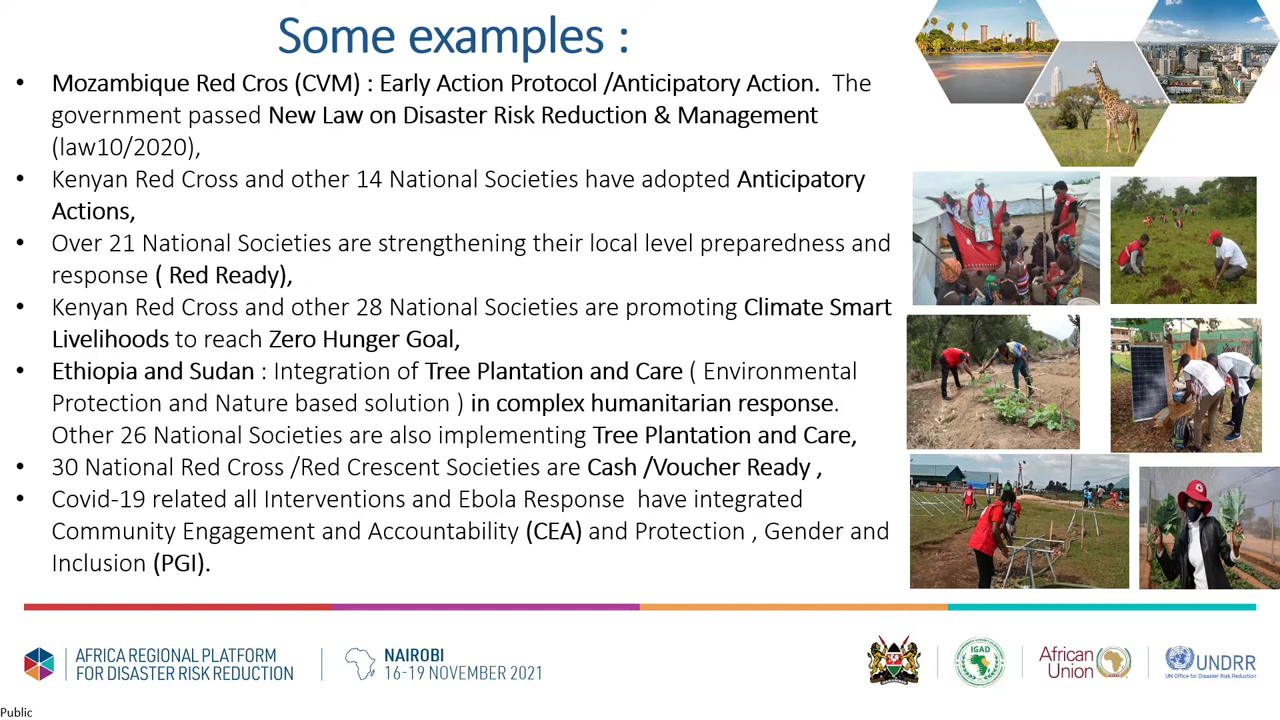 Some examples :
• Mozambique Red Cros (CVM) : Early Action Protocol /Anticipatory Action. The
government passed New Law on Disaster Risk Reduction & Management
(law10/2020),
• Kenyan Red Cross and other 14 National Societies have adopted Anticipatory
Actions,
• Over 21 National Societies are strengthening their local level preparedness and
response ( Red Ready),
• Kenyan Red Cross and other 28 National Societies are promoting Climate Smart
Livelihoods to reach Zero Hunger Goal,
• Ethiopia and Sudan : Integration of Tree Plantation and Care ( Environmental
Protection and Nature based solution ) in complex humanitarian response.
Other 26 National Societies are also implementing Tree Plantation and Care,
• 30 National Red Cross /Red Crescent Societies are Cash /Voucher Ready ,
• Covid-19 related all Interventions and Ebola Response have integrated
Community Engagement and Accountability (CEA) and Protection , Gender and
Inclusion (PGI).
AFRICA REGIONAL PLATFORM
FOR DISASTER RISK REDUCTION
NAIROBI
16-19 NOVEMBER 2021
IGAD
African
Union
UNDRR
UN Office for Disaster Risk Reduction
Public